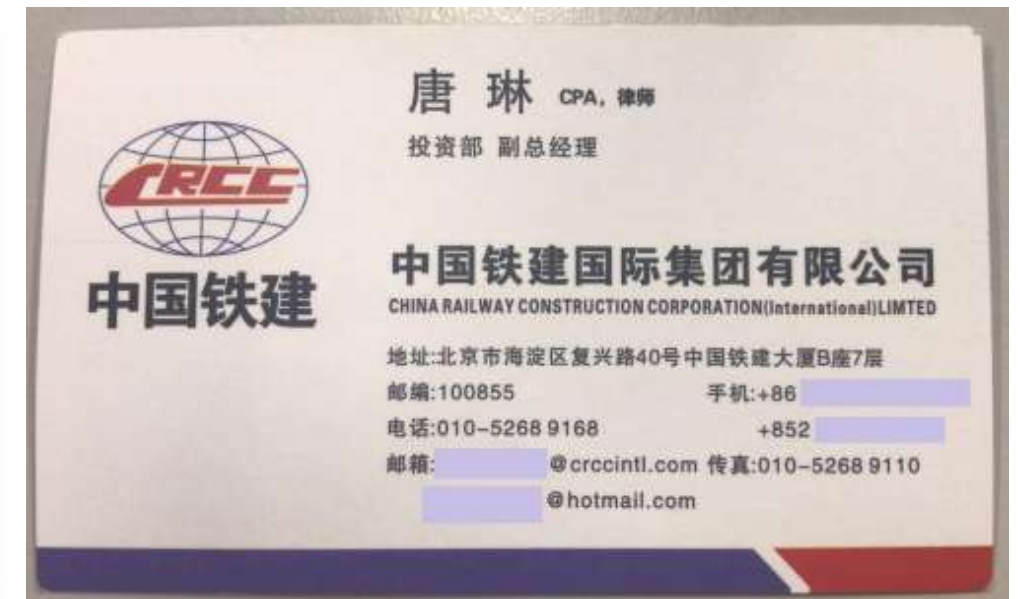 唐 琳 CPA, 律师
投资部 副总经理
CRCC
中国铁建
中国铁建国际集团有限公司
CHINA RAILWAY CONSTRUCTION CORPORATION(International)LIMTED
地址:北京市海淀区复兴路40号中国铁建大厦B座7层
邮编:100855 手机:+86
电话:010-5268 9168 +852
邮箱: @crccintl.com 传真:010-5268 9110
@hotmail.com